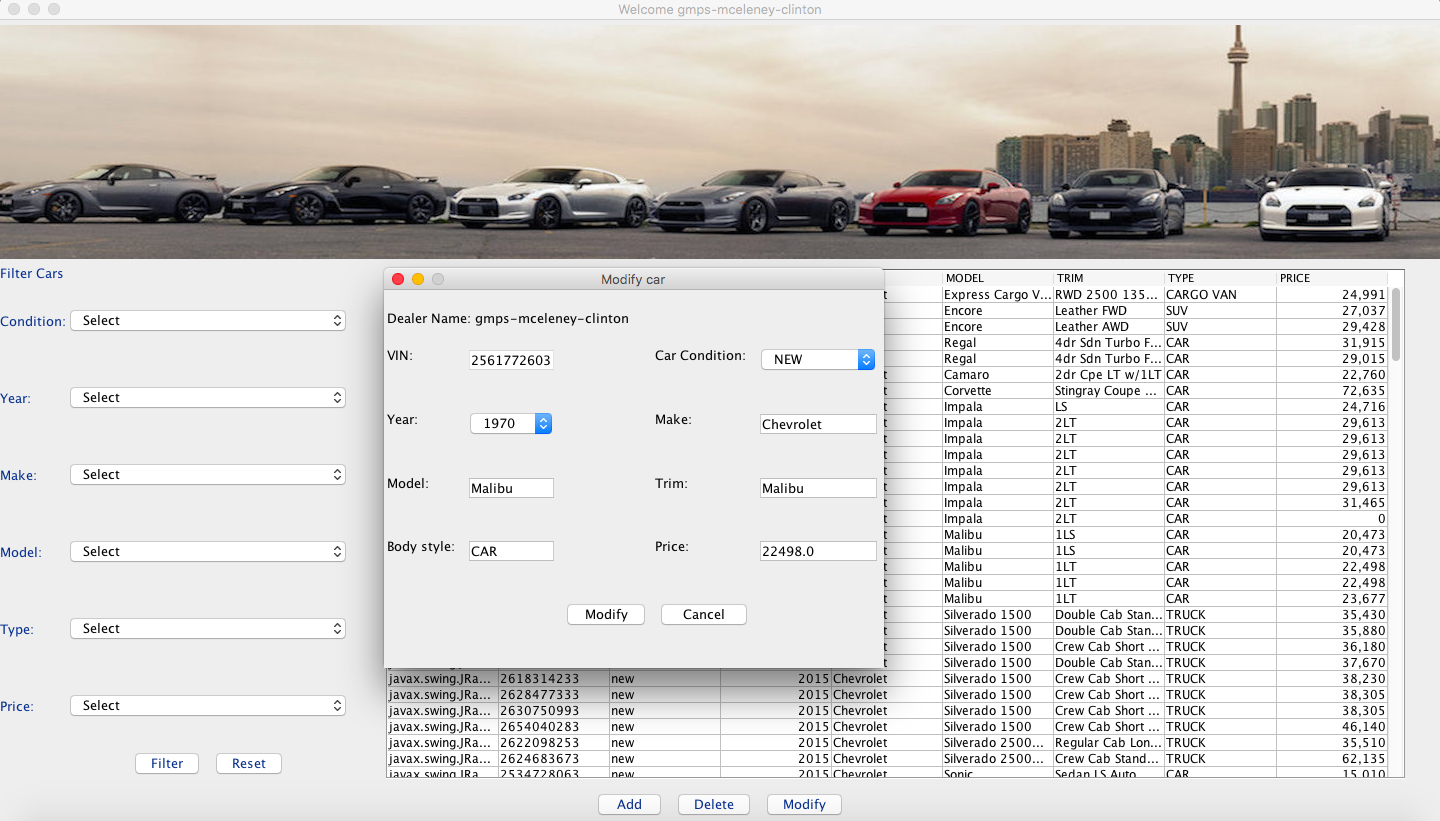 Welcome gmps-mceleney-clinton
Filter Cars
Condition: Select
Year: Select
Make: Select
Model: Select
Type: Select
Price: Select
Filter Reset
Modify car
Dealer Name: gmps-mceleney-clinton
VIN: 2561772603 Car Condition: NEW
Year: 1970 Make: Chevrolet
Model: Malibu Trim: Malibu
Body style: CAR Price: 22498.0
Modify Cancel
MODEL TRIM TYPE PRICE
t Express Cargo V... RWD 2500 135... CARGO VAN 24,991
Encore Leather FWD SUV 27,037
Encore Leather AWD SUV 29,428
Regal 4dr Sdn Turbo F... CAR 31,915
Regal 4dr Sdn Turbo F... CAR 29,015
t Camaro 2dr Cpe LT w/1LT CAR 22,760
t Corvette Stingray Coupe ... CAR 72,635
t Impala LS CAR 24,716
t Impala 2LT CAR 29,613
t Impala 2LT CAR 29,613
t Impala 2LT CAR 29,613
t Impala 2LT CAR 29,613
t Impala 2LT CAR 29,613
t Impala 2LT CAR 31,465
t Impala 2LT CAR 0
t Malibu 1LS CAR 20,473
t Malibu 1LS CAR 20,473
t Malibu 1LT CAR 22,498
t Malibu 1LT CAR 22,498
t Malibu 1LT CAR 23,677
t Silverado 1500 Double Cab Stan... TRUCK 35,430
t Silverado 1500 Double Cab Stan... TRUCK 35,880
t Silverado 1500 Crew Cab Short ... TRUCK 36,180
t Silverado 1500 Double Cab Stan... TRUCK 37,670
javax.swing.JRa... 2618314233 new 2015 Chevrolet Silverado 1500 Crew Cab Short ... TRUCK 38,230
javax.swing.JRa... 2628477333 new 2015 Chevrolet Silverado 1500 Crew Cab Short ... TRUCK 38,305
javax.swing.JRa... 2630750993 new 2015 Chevrolet Silverado 1500 Crew Cab Short ... TRUCK 38,305
javax.swing.JRa... 2654040283 new 2015 Chevrolet Silverado 1500 Crew Cab Short ... TRUCK 46,140
javax.swing.JRa... 2622098253 new 2015 Chevrolet Silverado 2500... Regular Cab Lon... TRUCK 35,510
javax.swing.JRa... 2624683673 new 2015 Chevrolet Silverado 2500... Crew Cab Stand... TRUCK 62,135
javax.swing.JRa... 2534728063 new 2015 Chevrolet Sonic Sedan LS Auto CAR 15,010
Add Delete Modify